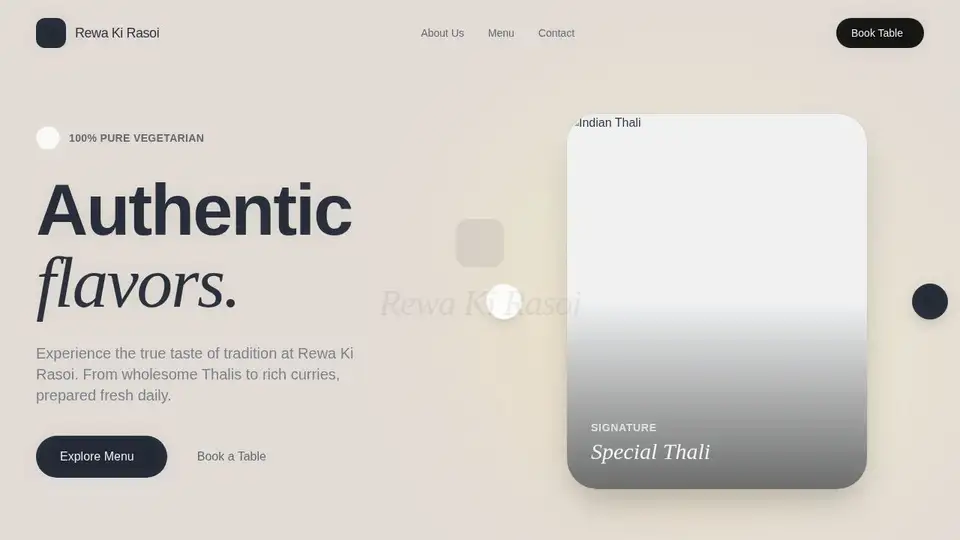 Rewa Ki Rasoi
About Us
Menu
Contact
Book Table
100% PURE VEGETARIAN
Authentic
flavors.
Experience the true taste of tradition at Rewa Ki
Rasoi. From wholesome Thalis to rich curries,
prepared fresh daily.
Explore Menu
Book a Table
Rewa Ki Rasoi
Indian Thali
SIGNATURE
Special Thali